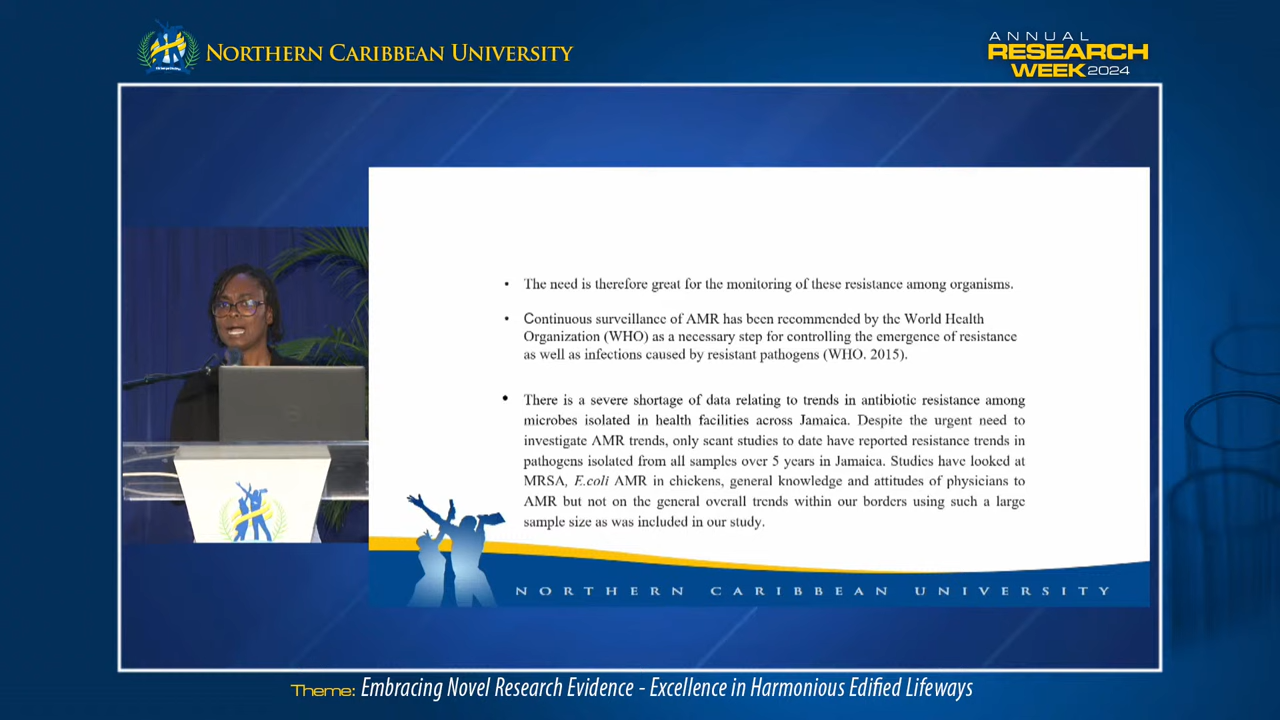 NORTHERN CARIBBEAN UNIVERSITY
ANNUAL
RESEARCH
WEEK 2024
• The need is therefore great for the monitoring of these resistance among organisms.
• Continuous surveillance of AMR has been recommended by the World Health
Organization (WHO) as a necessary step for controlling the emergence of resistance
as well as infections caused by resistant pathogens (WHO. 2015).
• There is a severe shortage of data relating to trends in antibiotic resistance among
microbes isolated in health facilities across Jamaica. Despite the urgent need to
investigate AMR trends, only scant studies to date have reported resistance trends in
pathogens isolated from all samples over 5 years in Jamaica. Studies have looked at
MRSA, E.coli AMR in chickens, general knowledge and attitudes of physicians to
AMR but not on the general overall trends within our borders using such a large
sample size as was included in our study.
NORTHERN CARIBBEAN UNIVERSITY
Theme: Embracing Novel Research Evidence - Excellence in Harmonious Edified Lifeways